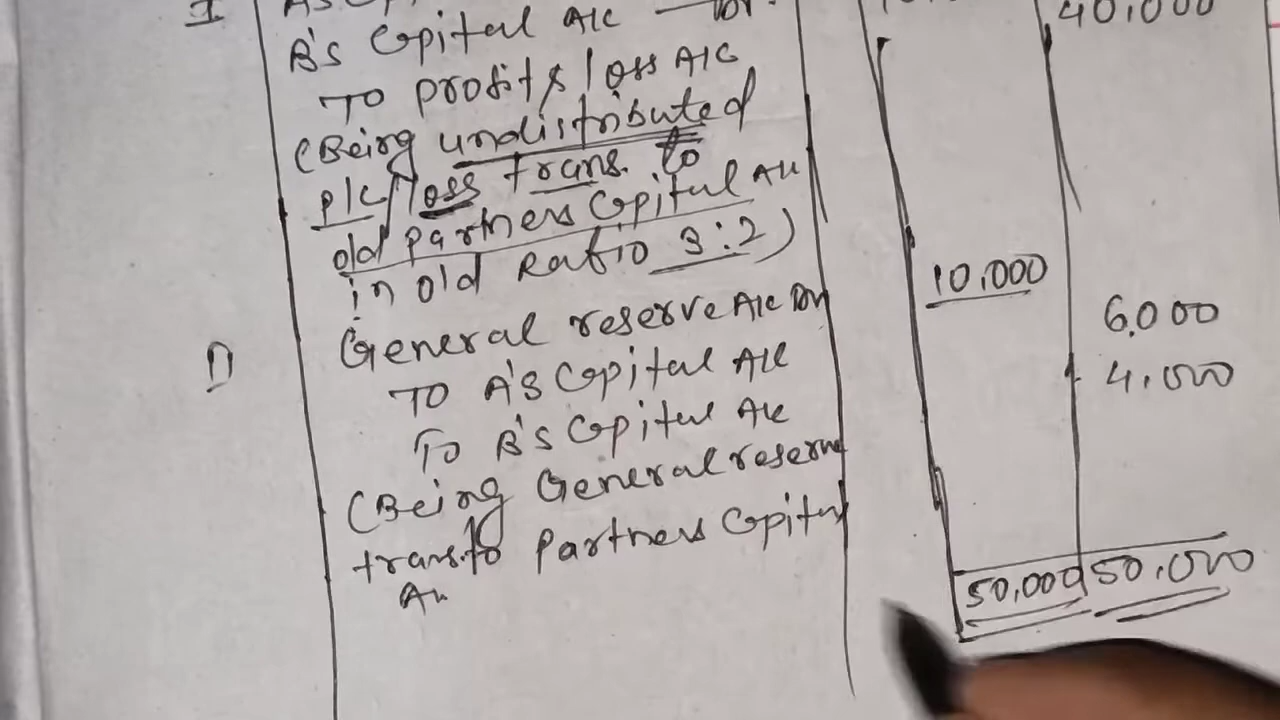 I
B's Capital A/c — Dr.
40,000
To profit & loss A/c
(Being undistributed
P/L/loss trans. to
old partners Capital A/c
in old Ratio 3:2)
D General reserve A/c Dr 10,000
To A's Capital A/c 6,000
To B's Capital A/c 4,000
(Being General reserve
trans.to Partners Capital
A/c
50,000 50,000